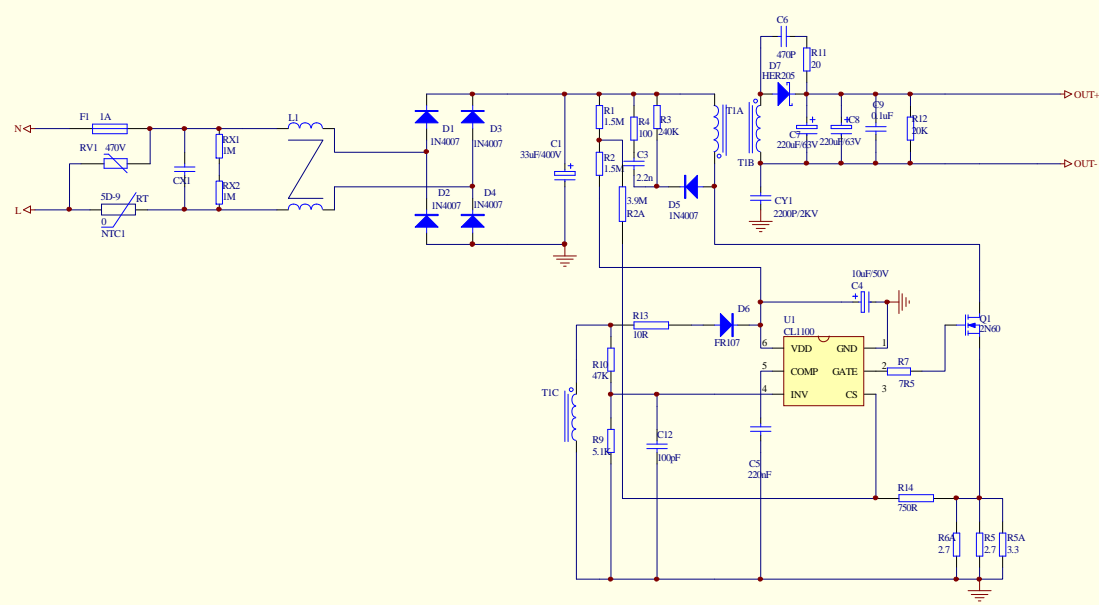 C6
470P
R11
20
D7
HER205
OUT+
F1 1A
N
RV1 470V
CX1
RX1
1M
RX2
1M
5D-9
RT
0
NTC1
L
L1
D1
1N4007
D3
1N4007
D2
1N4007
D4
1N4007
C1
33uF/400V
R1
1.5M
R2
1.5M
R4
100
R3
240K
C3
2.2n
3.9M
R2A
D5
1N4007
T1A
T1B
C7
220uF/63V
C8
220uF/63V
C9
0.1uF
R12
20K
OUT-
CY1
2200P/2KV
10uF/50V
C4
R13
10R
D6
FR107
U1
CL1100
6 VDD GND 1
5 COMP GATE 2
4 INV CS 3
R7
7R5
Q1
2N60
T1C
R10
47K
R9
5.1K
C12
100pF
C5
220nF
R14
750R
R6A
2.7
R5
2.7
R5A
3.3